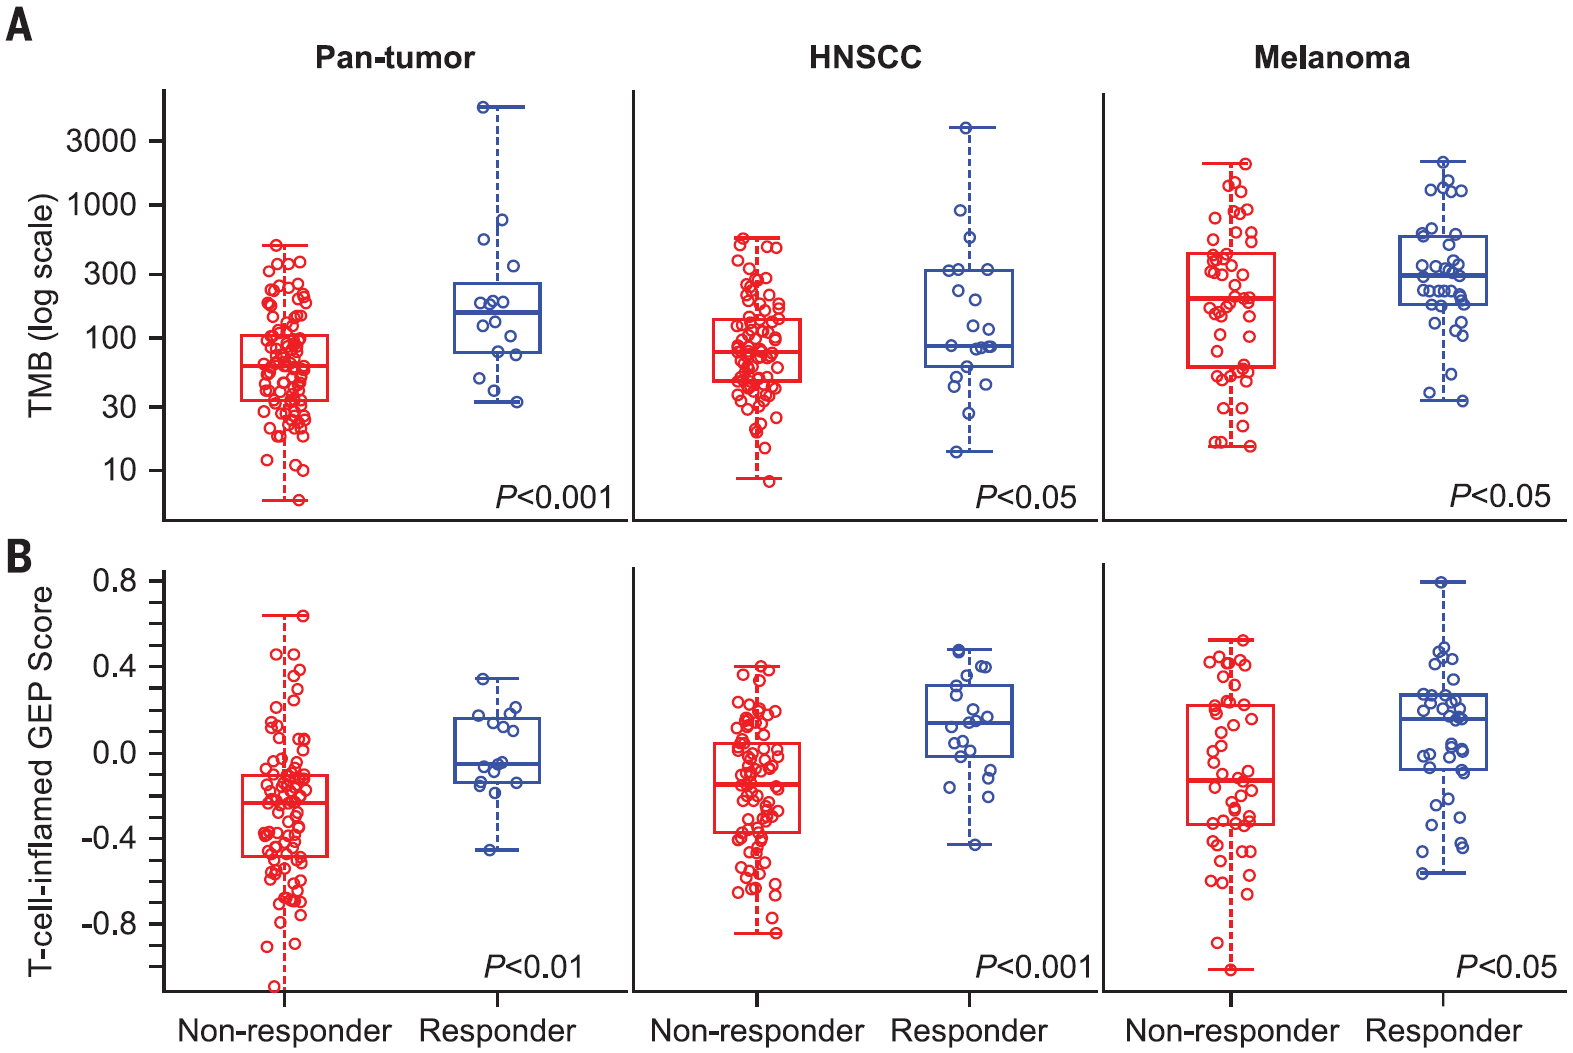 A
Pan-tumor HNSCC Melanoma
TMB (log scale)
3000
1000
300
100
30
10
P<0.001 P<0.05 P<0.05
B
T-cell-inflamed GEP Score
0.8
0.4
0.0
-0.4
-0.8
P<0.01 P<0.001 P<0.05
Non-responder Responder Non-responder Responder Non-responder Responder